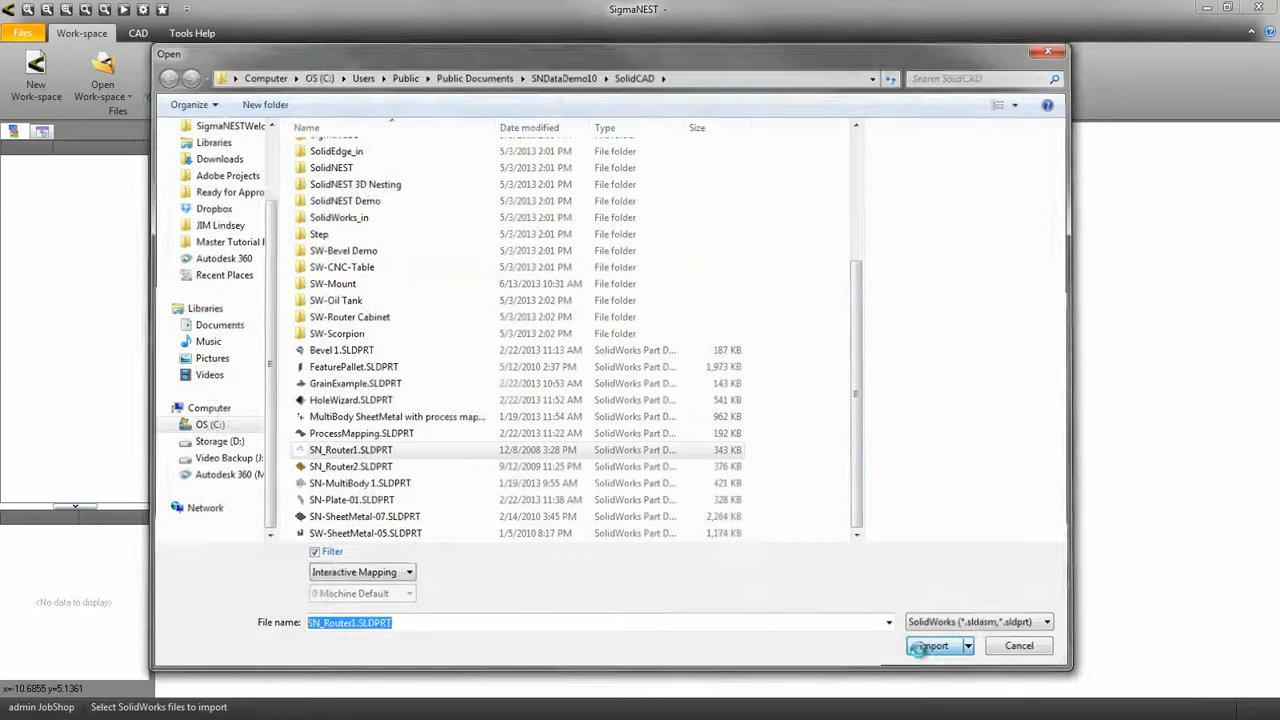 SigmaNEST -
Files
Work-space
CAD
Tools Help
New
Work-space
Open
Work-space
Files
Open
Computer
OS (C:)
Users
Public
Public Documents
SNDataDemo10
SolidCAD
Search SolidCAD
Organize
New folder
Name
Date modified
Type
Size
SigmaNESTWelc
Libraries
Downloads
Adobe Projects
Ready for Appro
Dropbox
JIM Lindsey
Master Tutorial F
Autodesk 360
Recent Places
Libraries
Documents
Music
Pictures
Videos
Computer
OS (C:)
Storage (D:)
Video Backup (J:
Autodesk 360 (M
Network
SolidEdge_in 5/3/2013 2:01 PM File folder
SolidNEST 5/3/2013 2:01 PM File folder
SolidNEST 3D Nesting 5/3/2013 2:01 PM File folder
SolidNEST Demo 5/3/2013 2:01 PM File folder
SolidWorks_in 5/3/2013 2:01 PM File folder
Step 5/3/2013 2:01 PM File folder
SW-Bevel Demo 5/3/2013 2:01 PM File folder
SW-CNC-Table 5/3/2013 2:01 PM File folder
SW-Mount 6/13/2013 10:31 AM File folder
SW-Oil Tank 5/3/2013 2:01 PM File folder
SW-Router Cabinet 5/3/2013 2:02 PM File folder
SW-Scorpion 5/3/2013 2:02 PM File folder
Bevel 1.SLDPRT 2/22/2013 11:13 AM SolidWorks Part D... 187 KB
FeaturePallet.SLDPRT 5/12/2010 2:37 PM SolidWorks Part D... 1,973 KB
GrainExample.SLDPRT 2/22/2013 10:53 AM SolidWorks Part D... 143 KB
HoleWizard.SLDPRT 2/22/2013 11:52 AM SolidWorks Part D... 541 KB
MultiBody SheetMetal with process map... 1/19/2013 11:54 AM SolidWorks Part D... 962 KB
ProcessMapping.SLDPRT 2/22/2013 11:22 AM SolidWorks Part D... 192 KB
SN_Router1.SLDPRT 12/8/2008 3:28 PM SolidWorks Part D... 343 KB
SN_Router2.SLDPRT 9/12/2009 11:25 PM SolidWorks Part D... 376 KB
SN-MultiBody 1.SLDPRT 1/19/2013 9:55 AM SolidWorks Part D... 421 KB
SN-Plate-01.SLDPRT 2/22/2013 11:38 AM SolidWorks Part D... 328 KB
SN-SheetMetal-07.SLDPRT 2/14/2010 3:45 PM SolidWorks Part D... 2,264 KB
SW-SheetMetal-05.SLDPRT 1/5/2010 8:17 PM SolidWorks Part D... 1,174 KB
Filter
Interactive Mapping
0 Machine Default
File name: SN_Router1.SLDPRT
SolidWorks (*.sldasm,*.sldprt)
Import
Cancel
<No data to display>
x=-10.6855 y=5.1361
admin JobShop
Select SolidWorks files to import